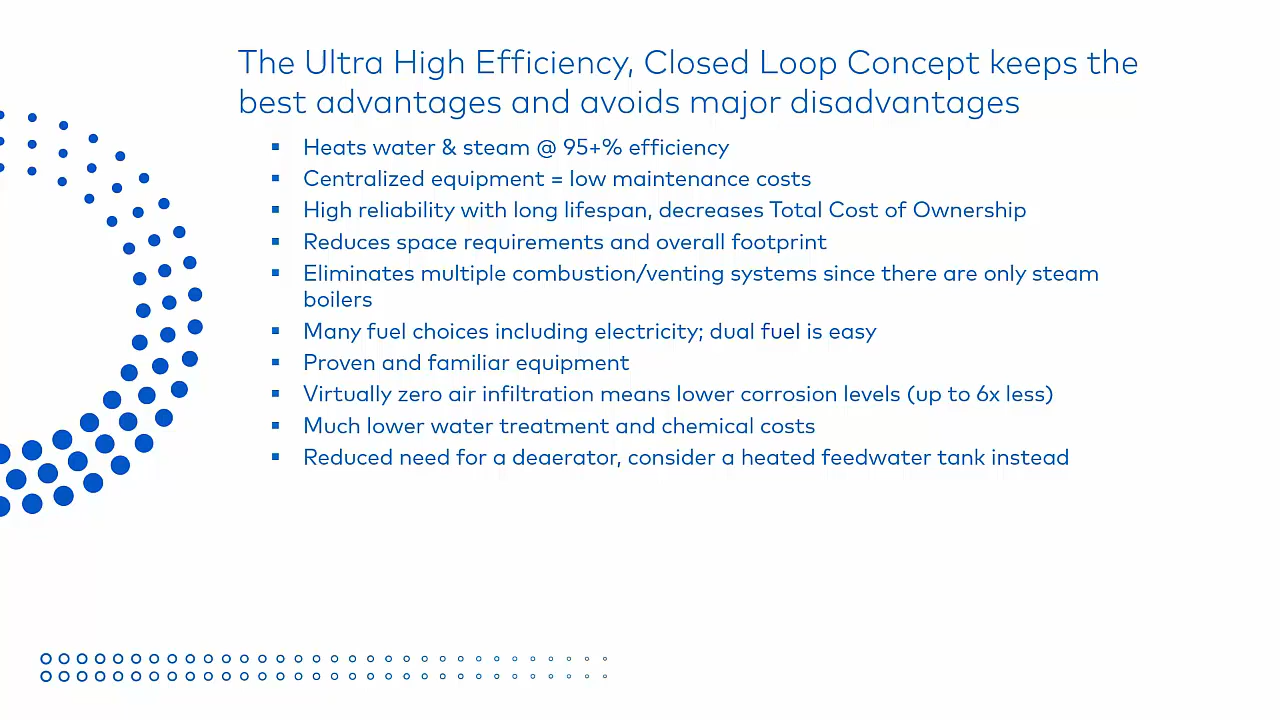 The Ultra High Efficiency, Closed Loop Concept keeps the
best advantages and avoids major disadvantages
▪ Heats water & steam @ 95+% efficiency
▪ Centralized equipment = low maintenance costs
▪ High reliability with long lifespan, decreases Total Cost of Ownership
▪ Reduces space requirements and overall footprint
▪ Eliminates multiple combustion/venting systems since there are only steam
boilers
▪ Many fuel choices including electricity; dual fuel is easy
▪ Proven and familiar equipment
▪ Virtually zero air infiltration means lower corrosion levels (up to 6x less)
▪ Much lower water treatment and chemical costs
▪ Reduced need for a deaerator, consider a heated feedwater tank instead